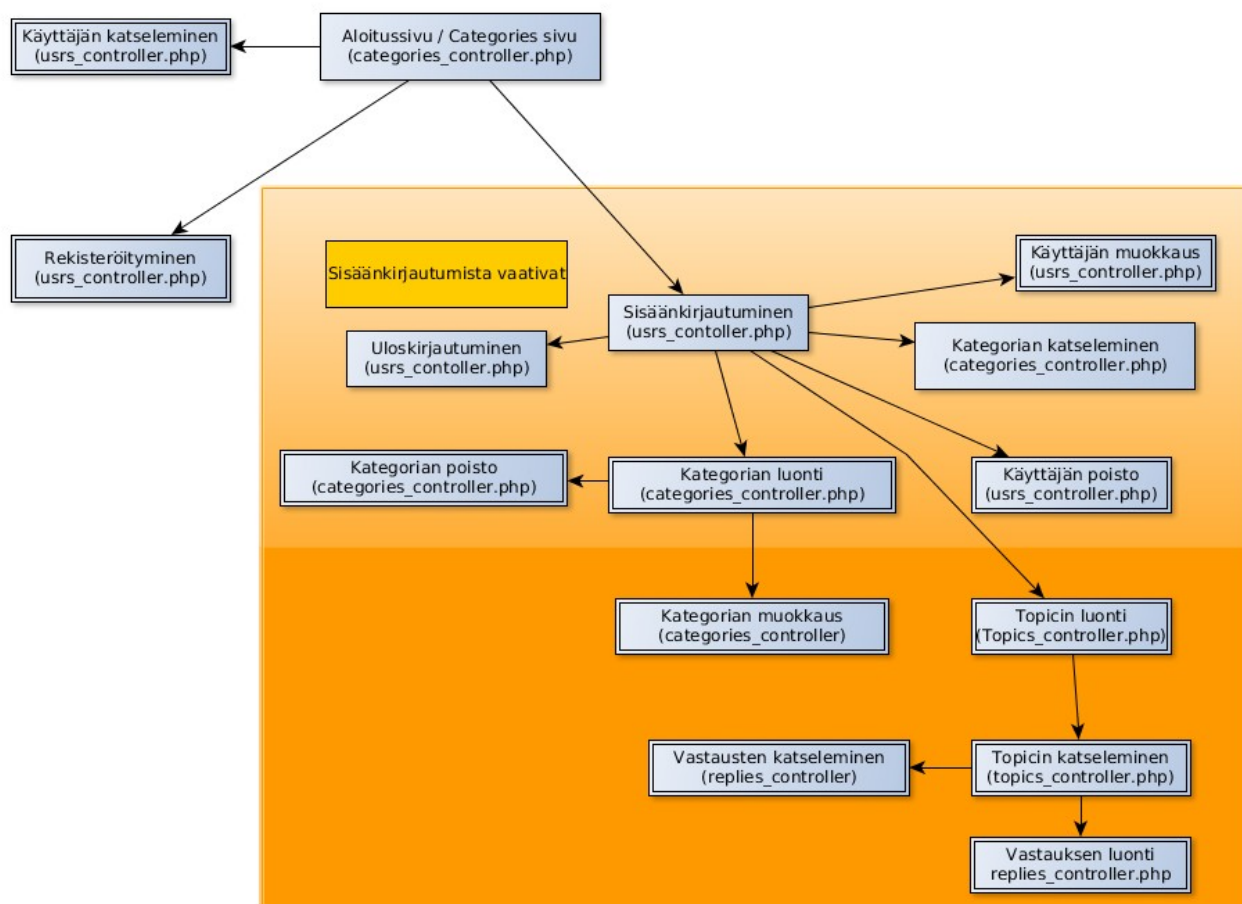 Käyttäjän katseleminen
(usrs_controller.php)
Aloitussivu / Categories sivu
(categories_controller.php)
Rekisteröityminen
(usrs_controller.php)
Sisäänkirjautumista vaativat
Käyttäjän muokkaus
(usrs_controller.php)
Sisäänkirjautuminen
(usrs_contoller.php)
Uloskirjautuminen
(usrs_contoller.php)
Kategorian katseleminen
(categories_controller.php)
Kategorian poisto
(categories_controller.php)
Kategorian luonti
(categories_controller.php)
Käyttäjän poisto
(usrs_controller.php)
Kategorian muokkaus
(categories_controller)
Topicin luonti
(Topics_controller.php)
Vastausten katseleminen
(replies_controller)
Topicin katseleminen
(topics_controller.php)
Vastauksen luonti
replies_controller.php